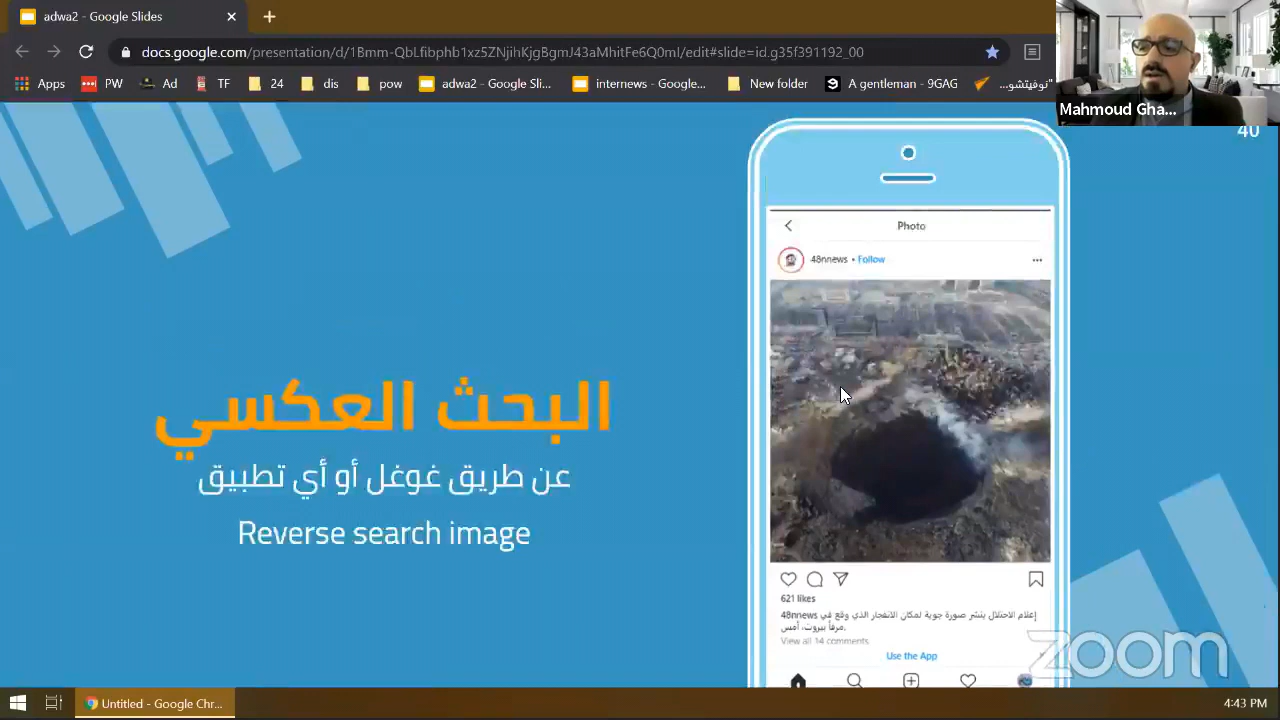 adwa2 - Google Slides
docs.google.com/presentation/d/1Bmm-QbLfibphb1xz5ZNjihKjgBgmJ43aMhitFe6Q0mI/edit#slide=id.g35f391192_00
Apps PW Ad TF 24 dis pow adwa2 - Google Sli... internews - Google... New folder A gentleman - 9GAG نوفيتشو...
Mahmoud Gha...
40
Photo
48nnews • Follow
البحث العكسي
عن طريق غوغل أو أي تطبيق
Reverse search image
621 likes
48nnews إعلام الاحتلال ينشر صورة جوية لمكان الانفجار الذي وقع في
مرفأ بيروت، أمس.
View all 14 comments
Use the App
zoom
Untitled - Google Chr...
4:43 PM